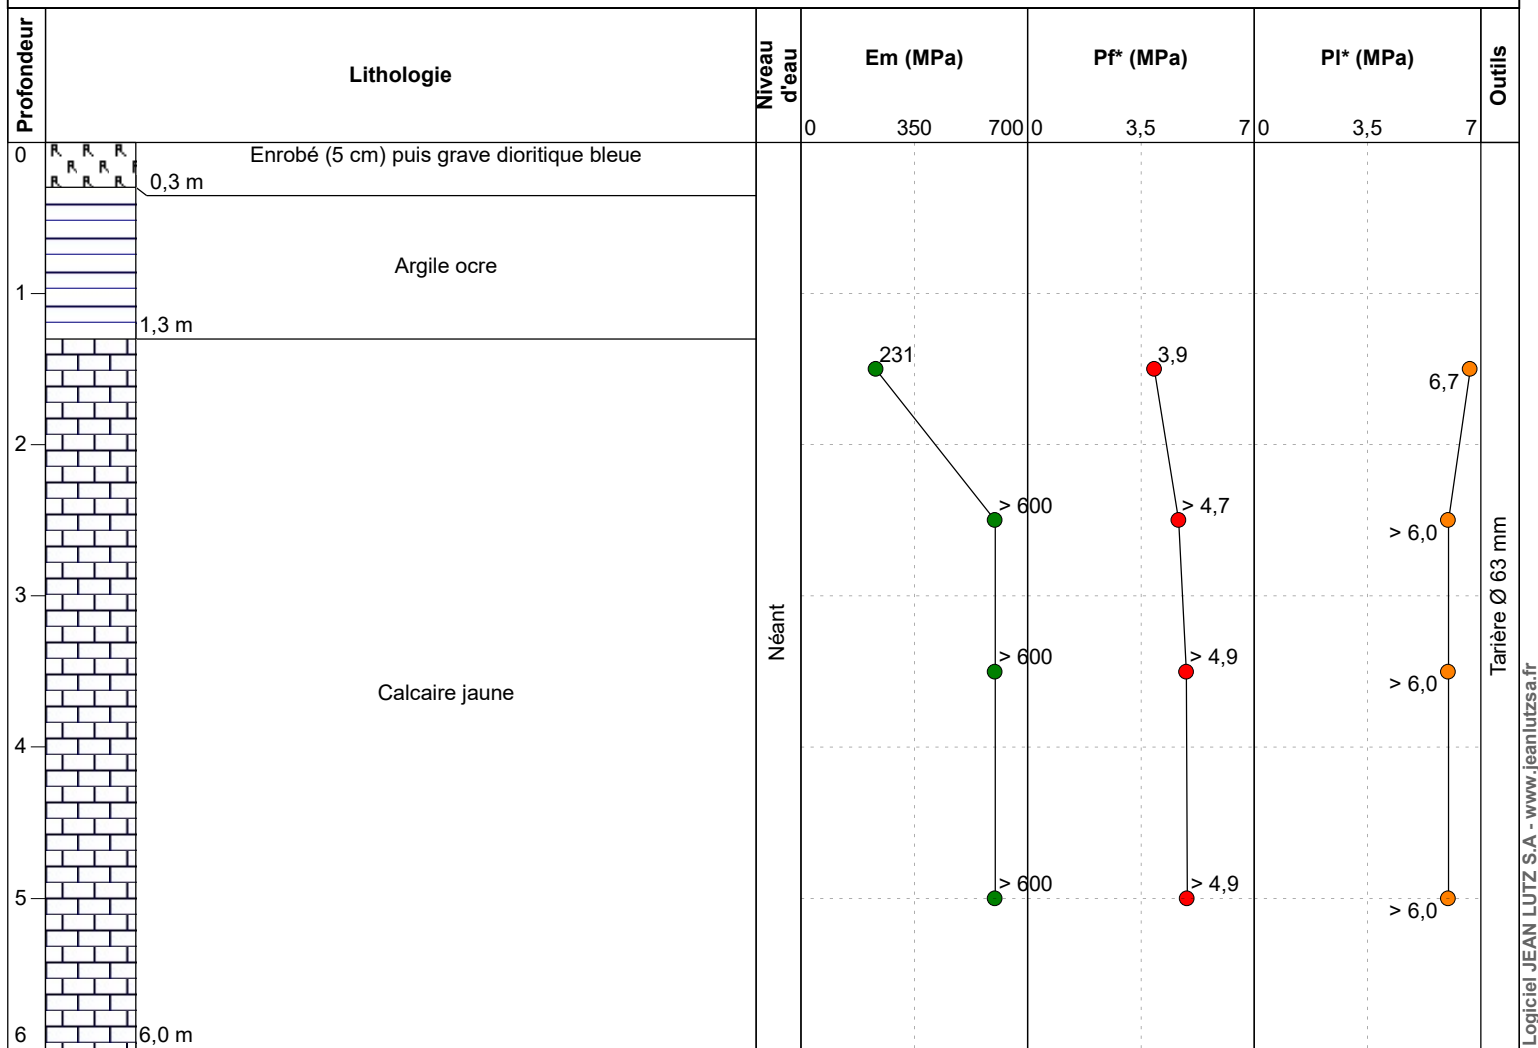 Profondeur
Lithologie
Niveau
d'eau
Em (MPa)
Pf* (MPa)
Pl* (MPa)
Outils
0 350 700 0 3,5 7 0 3,5 7
0
Enrobé (5 cm) puis grave dioritique bleue
0,3 m
Argile ocre
1
1,3 m
231
3,9
6,7
2
> 600
> 4,7
> 6,0
3
Néant
Tarière Ø 63 mm
> 600
> 4,9
> 6,0
Calcaire jaune
4
> 600
> 4,9
> 6,0
5
6
6,0 m
Logiciel JEAN LUTZ S.A - www.jeanlutzsa.fr